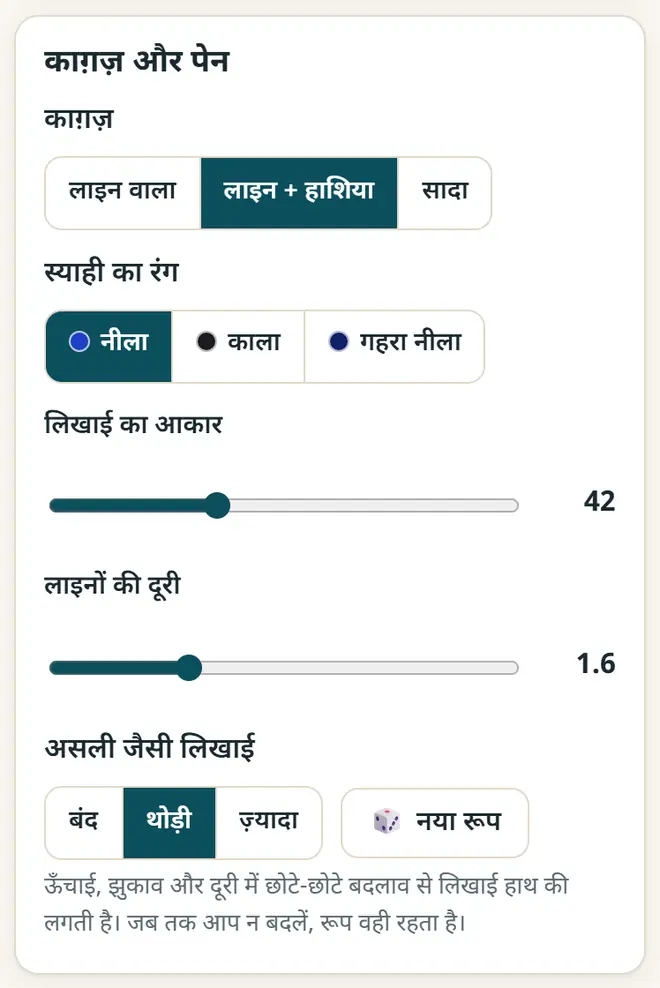 काग़ज़ और पेन
काग़ज़
लाइन वाला लाइन + हाशिया सादा
स्याही का रंग
नीला काला गहरा नीला
लिखाई का आकार
42
लाइनों की दूरी
1.6
असली जैसी लिखाई
बंद थोड़ी ज़्यादा नया रूप
ऊँचाई, झुकाव और दूरी में छोटे-छोटे बदलाव से लिखाई हाथ की
लगती है। जब तक आप न बदलें, रूप वही रहता है।